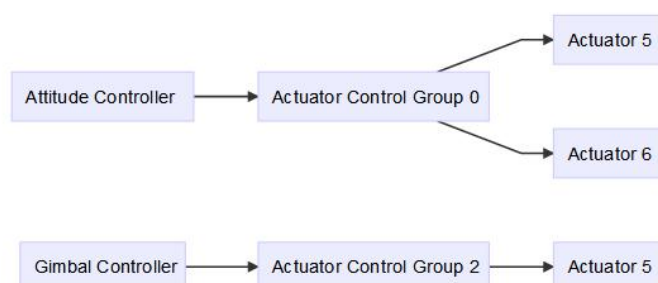 Actuator 5
Attitude Controller
Actuator Control Group 0
Actuator 6
Gimbal Controller
Actuator Control Group 2
Actuator 5